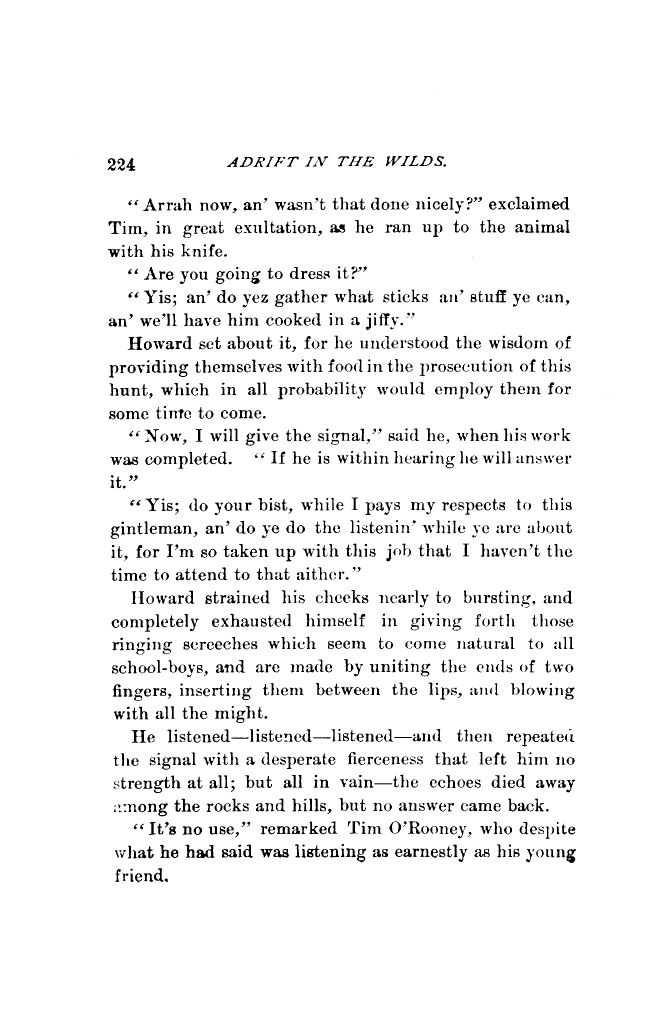 224 ADRIFT IN THE WILDS.
“Arrah now, an’ wasn’t that done nicely?” exclaimed
Tim, in great exultation, as he ran up to the animal
with his knife.
“Are you going to dress it?”
“Yis; an’ do yez gather what sticks an’ stuff ye can,
an’ we’ll have him cooked in a jiffy.”
Howard set about it, for he understood the wisdom of
providing themselves with food in the prosecution of this
hunt, which in all probability would employ them for
some time to come.
“Now, I will give the signal,” said he, when his work
was completed. “If he is within hearing he will answer
it.”
“Yis; do your bist, while I pays my respects to this
gintleman, an’ do ye do the listenin’ while ye are about
it, for I’m so taken up with this job that I haven’t the
time to attend to that aither.”
Howard strained his cheeks nearly to bursting, and
completely exhausted himself in giving forth those
ringing screeches which seem to come natural to all
school-boys, and are made by uniting the ends of two
fingers, inserting them between the lips, and blowing
with all the might.
He listened—listened—listened—and then repeated
the signal with a desperate fierceness that left him no
strength at all; but all in vain—the echoes died away
among the rocks and hills, but no answer came back.
“It’s no use,” remarked Tim O’Rooney, who despite
what he had said was listening as earnestly as his young
friend.